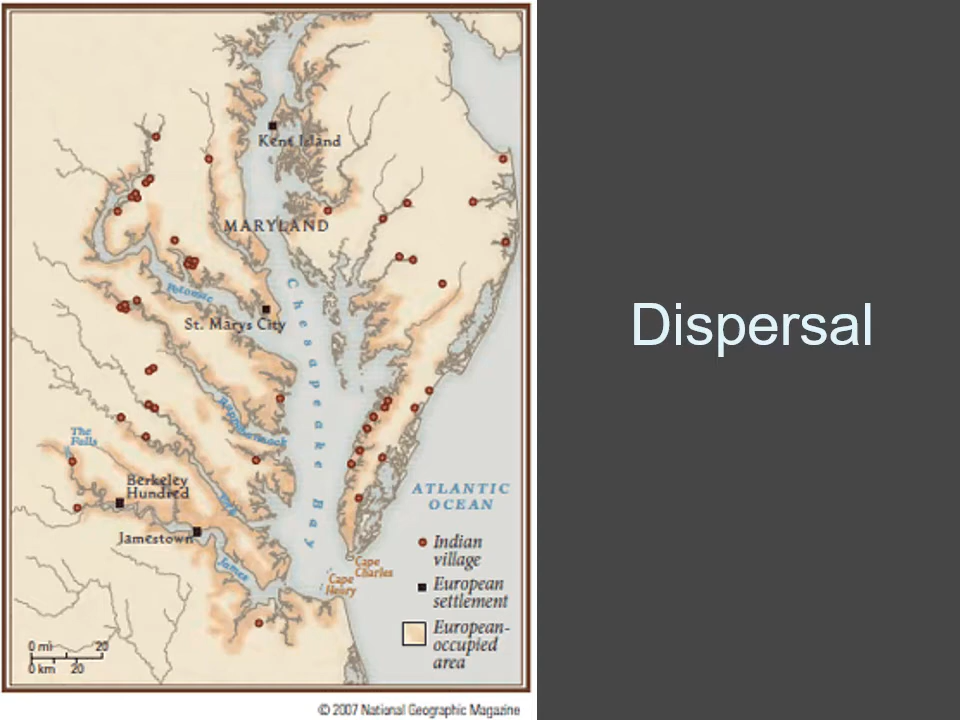 Kent Island
MARYLAND
Potomac
St. Marys City
Chesapeake Bay
Rappahannock
The
Falls
Berkeley
Hundred
York
Jamestown
James
ATLANTIC
OCEAN
Cape
Charles
Cape
Henry
Indian
village
European
settlement
European-
occupied
area
0 mi 20
0 km 20
© 2007 National Geographic Magazine
Dispersal